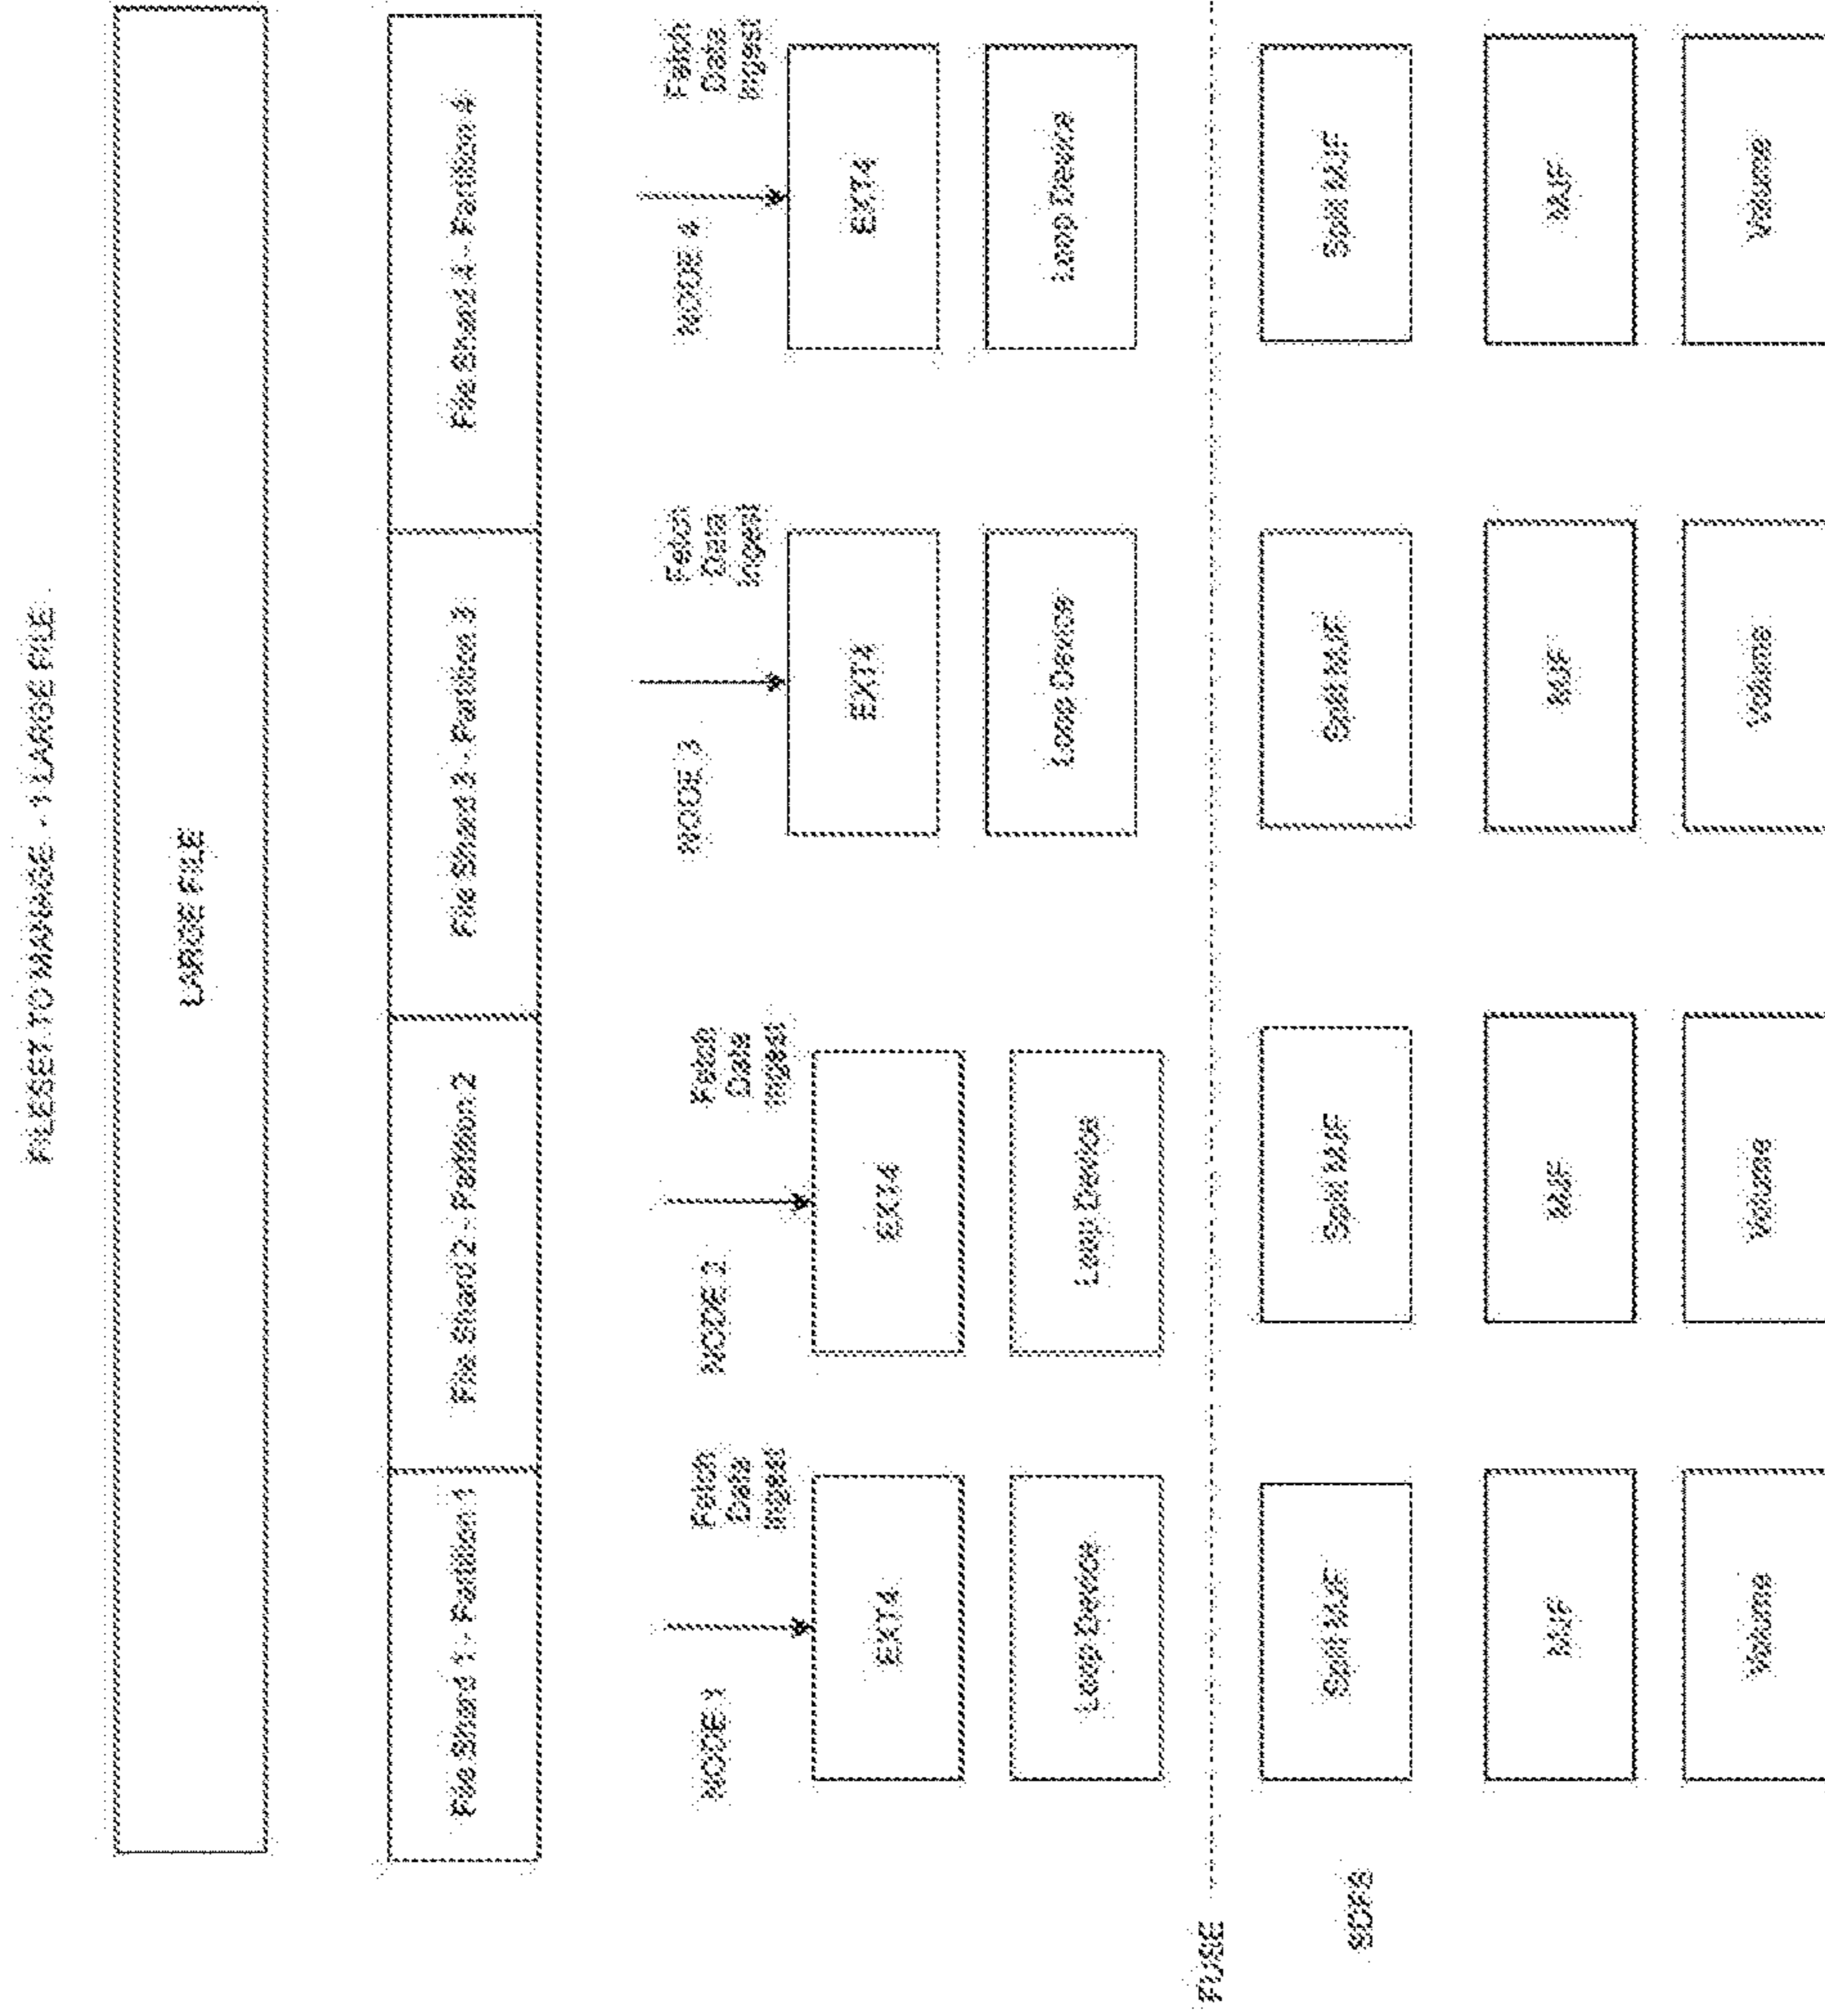 FILESET TO MANAGE - 1 LARGE FILE
LARGE FILE
File Shard 1 - Partition 1
File Shard 2 - Partition 2
File Shard 3 - Partition 3
File Shard 4 - Partition 4
NODE 1
Fetch
Data
Ingest
NODE 2
Fetch
Data
Ingest
NODE 3
Fetch
Data
Ingest
NODE 4
Fetch
Data
Ingest
EXT4
EXT4
EXT4
EXT4
Loop Device
Loop Device
Loop Device
Loop Device
FUSE
SDFS
Split MJF
Split MJF
Split MJF
Split MJF
MJF
MJF
MJF
MJF
Volume
Volume
Volume
Volume